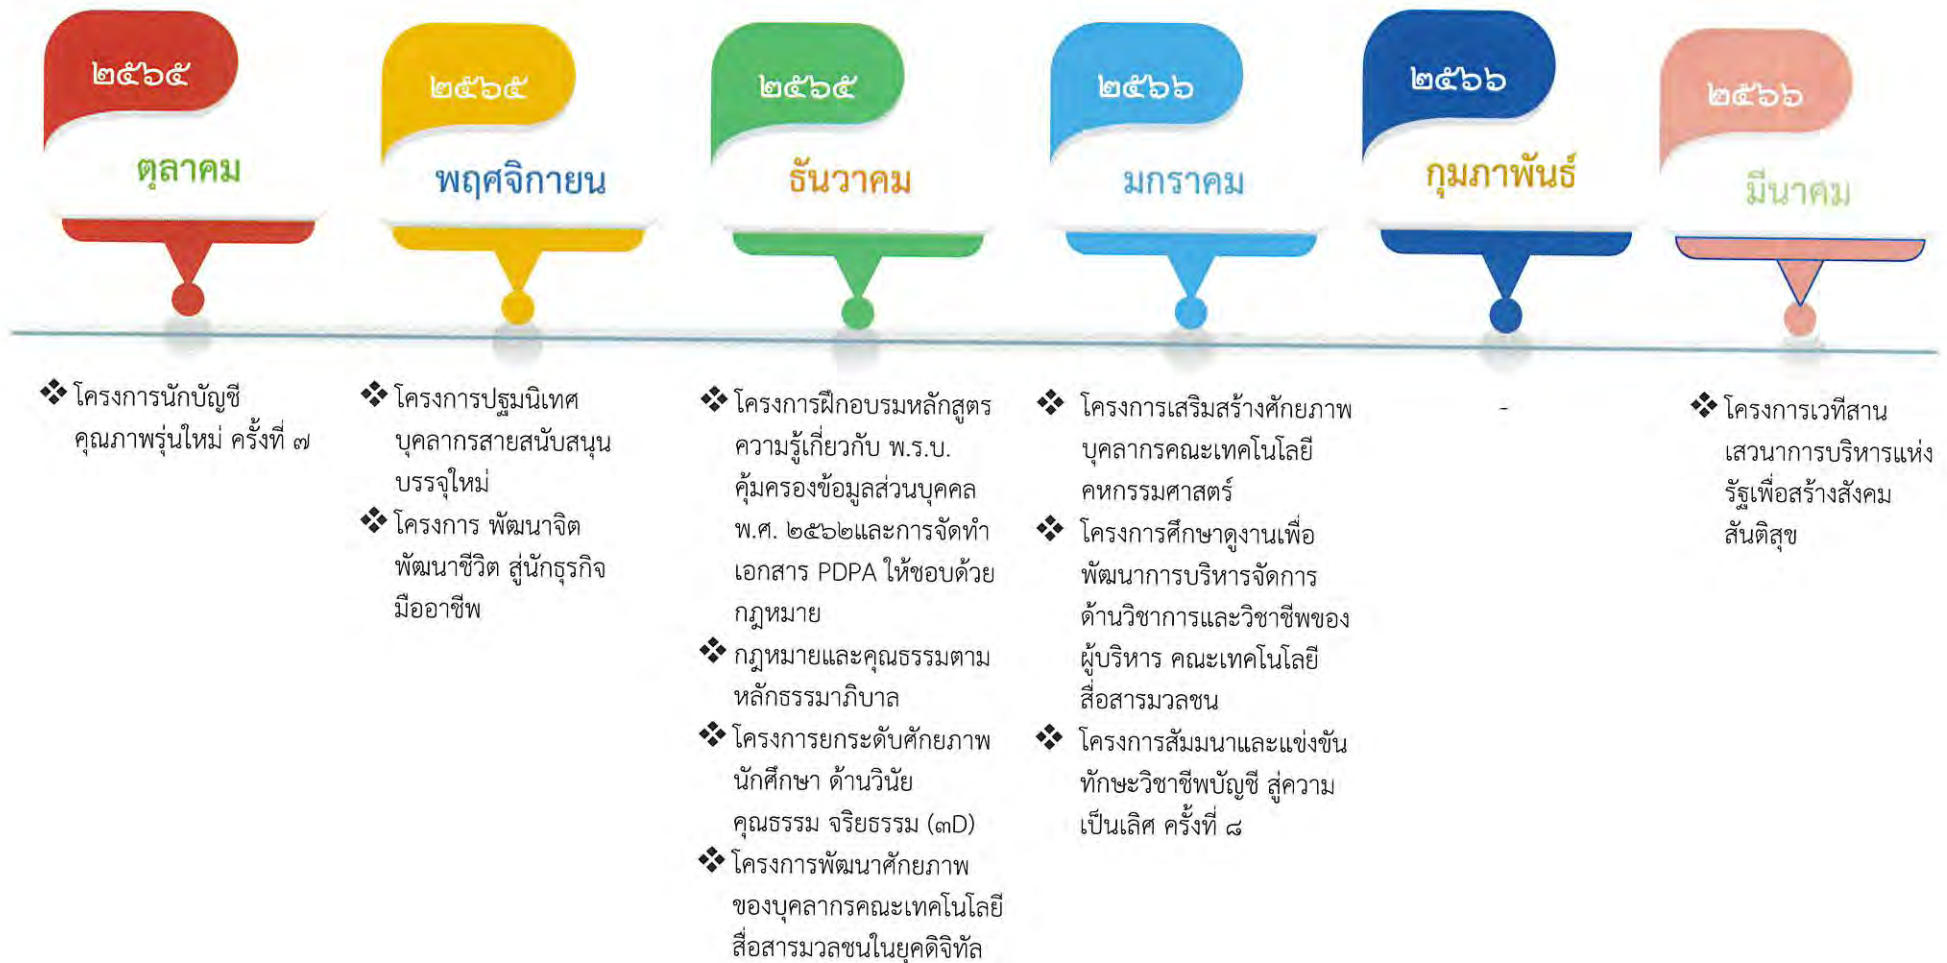 ๒๕๖๕
ตุลาคม
❖ โครงการนักบัญชี
คุณภาพรุ่นใหม่ ครั้งที่ ๗
๒๕๖๕
พฤศจิกายน
❖ โครงการปฐมนิเทศ
บุคลากรสายสนับสนุน
บรรจุใหม่
❖ โครงการ พัฒนาจิต
พัฒนาชีวิต สู่นักธุรกิจ
มืออาชีพ
๒๕๖๕
ธันวาคม
❖ โครงการฝึกอบรมหลักสูตร
ความรู้เกี่ยวกับ พ.ร.บ.
คุ้มครองข้อมูลส่วนบุคคล
พ.ศ. ๒๕๖๒และการจัดทำ
เอกสาร PDPA ให้ชอบด้วย
กฎหมาย
❖ กฎหมายและคุณธรรมตาม
หลักธรรมาภิบาล
❖ โครงการยกระดับศักยภาพ
นักศึกษา ด้านวินัย
คุณธรรม จริยธรรม (๓D)
❖ โครงการพัฒนาศักยภาพ
ของบุคลากรคณะเทคโนโลยี
สื่อสารมวลชนในยุคดิจิทัล
๒๕๖๖
มกราคม
❖ โครงการเสริมสร้างศักยภาพ
บุคลากรคณะเทคโนโลยี
คหกรรมศาสตร์
❖ โครงการศึกษาดูงานเพื่อ
พัฒนาการบริหารจัดการ
ด้านวิชาการและวิชาชีพของ
ผู้บริหาร คณะเทคโนโลยี
สื่อสารมวลชน
❖ โครงการสัมมนาและแข่งขัน
ทักษะวิชาชีพบัญชี สู่ความ
เป็นเลิศ ครั้งที่ ๘
๒๕๖๖
กุมภาพันธ์
-
๒๕๖๖
มีนาคม
❖ โครงการเวทีสาน
เสวนาการบริหารแห่ง
รัฐเพื่อสร้างสังคม
สันติสุข